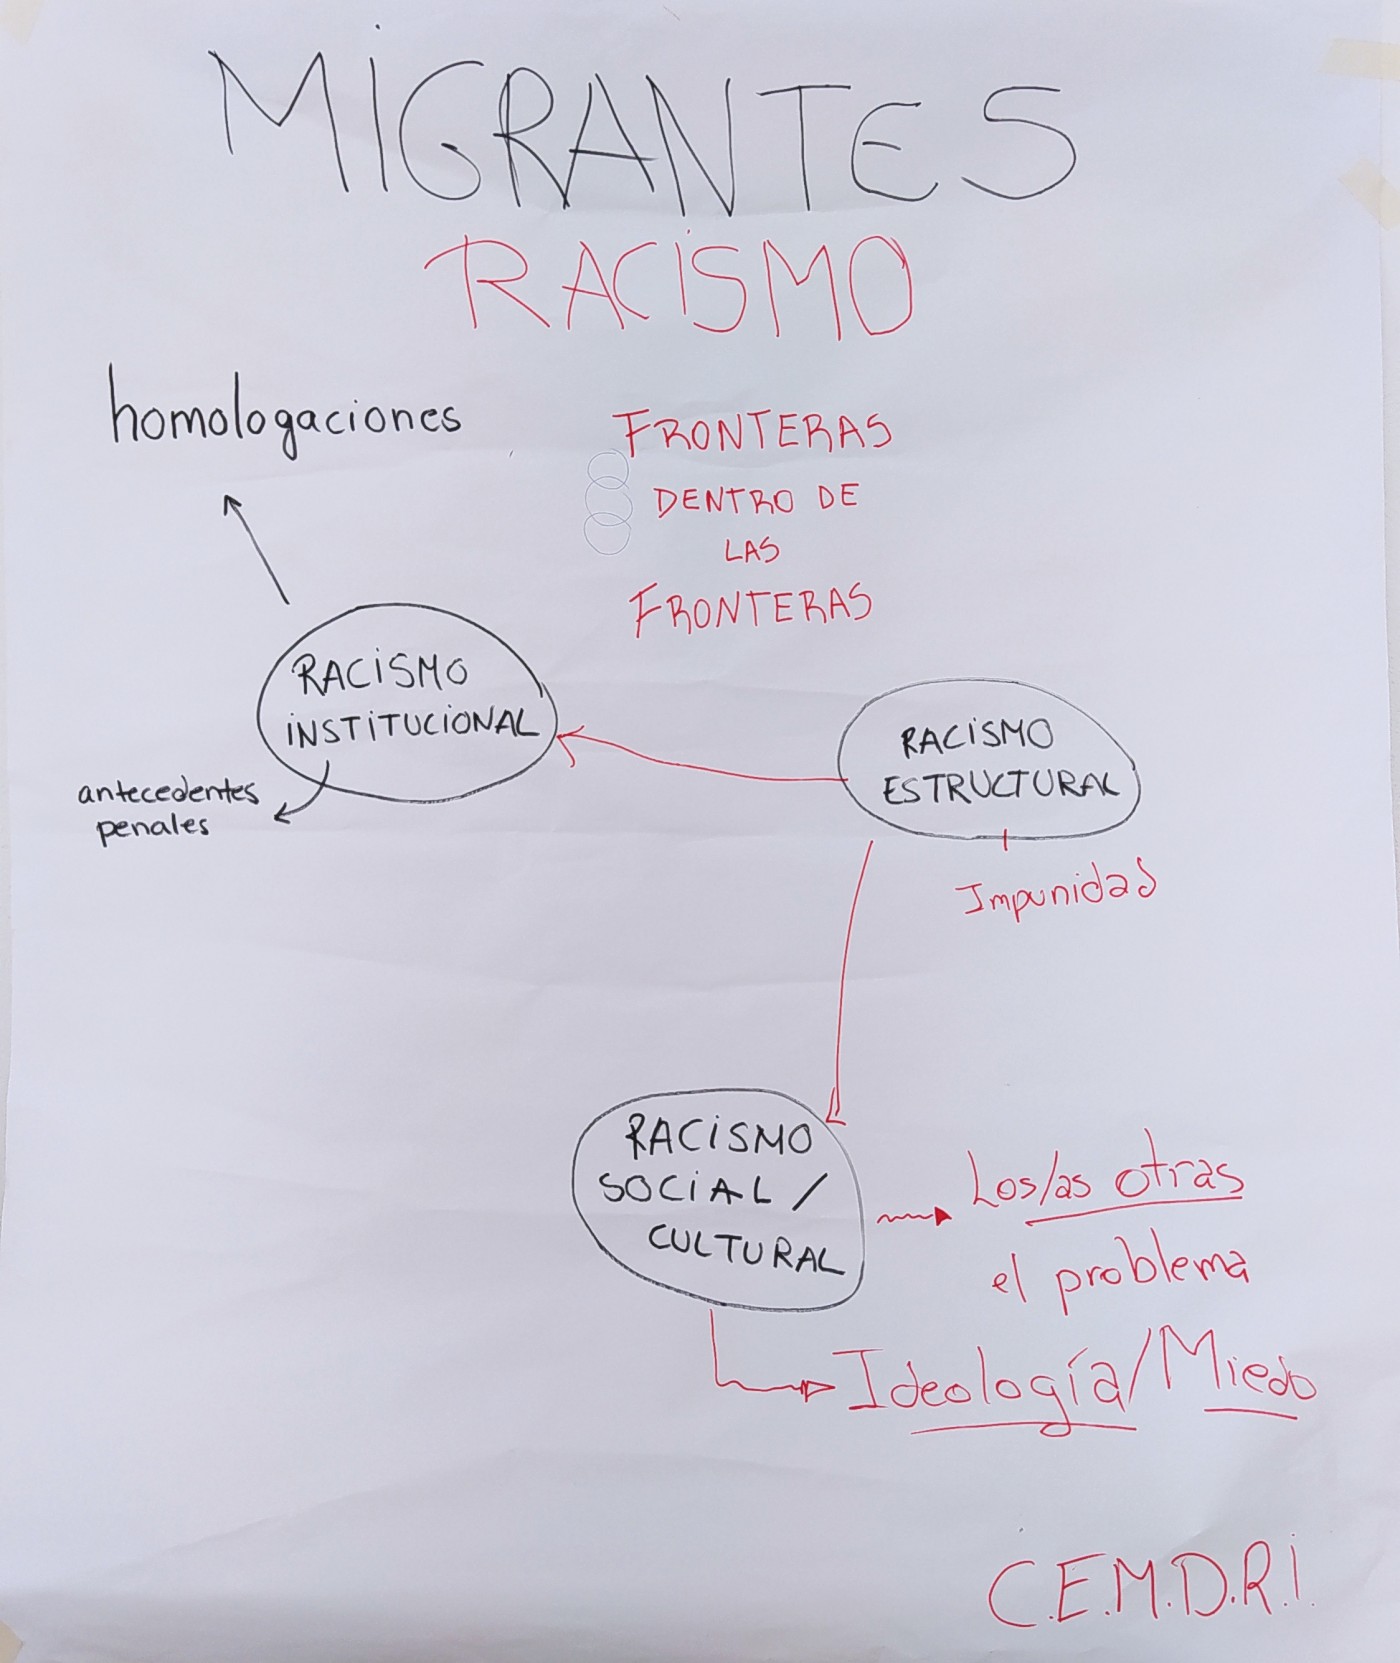 MIGRANTES
RACISMO
homologaciones
FRONTERAS
DENTRO DE
LAS
FRONTERAS
RACISMO
INSTITUCIONAL
antecedentes
penales
RACISMO
ESTRUCTURAL
Impunidad
RACISMO
SOCIAL /
CULTURAL
Los/as otras
el problema
Ideología/Miedo
C.E.M.D.R.I.